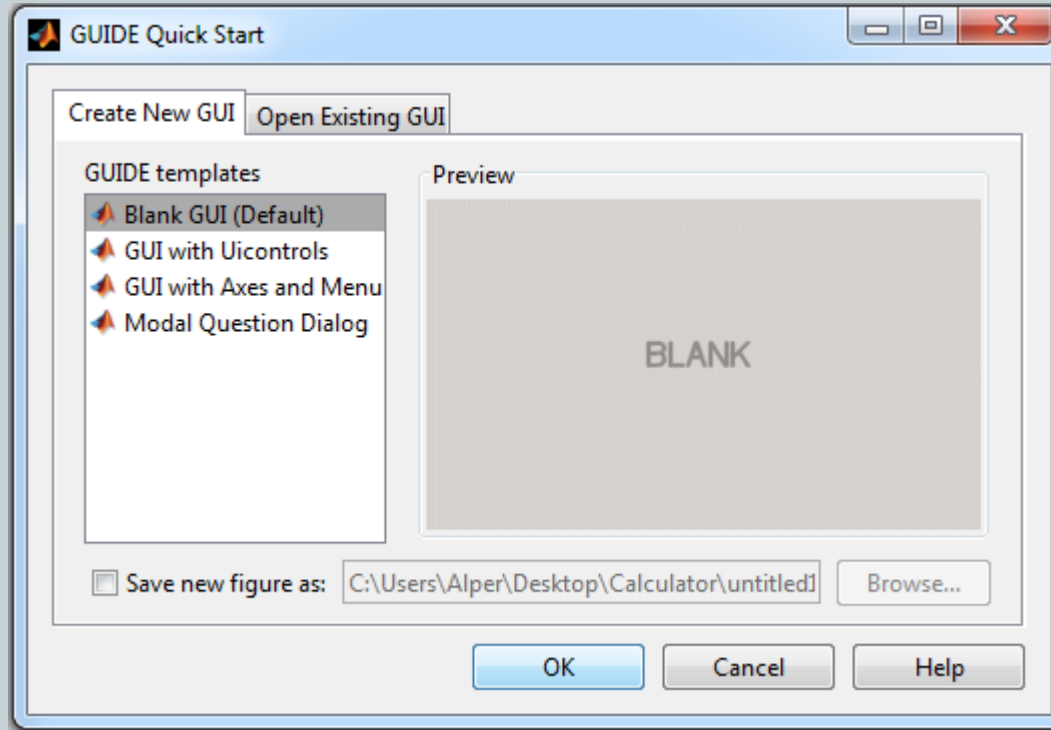 GUIDE Quick Start
Create New GUI
Open Existing GUI
GUIDE templates
Preview
Blank GUI (Default)
GUI with Uicontrols
GUI with Axes and Menu
Modal Question Dialog
BLANK
Save new figure as:
C:\Users\Alper\Desktop\Calculator\untitled1
Browse...
OK
Cancel
Help